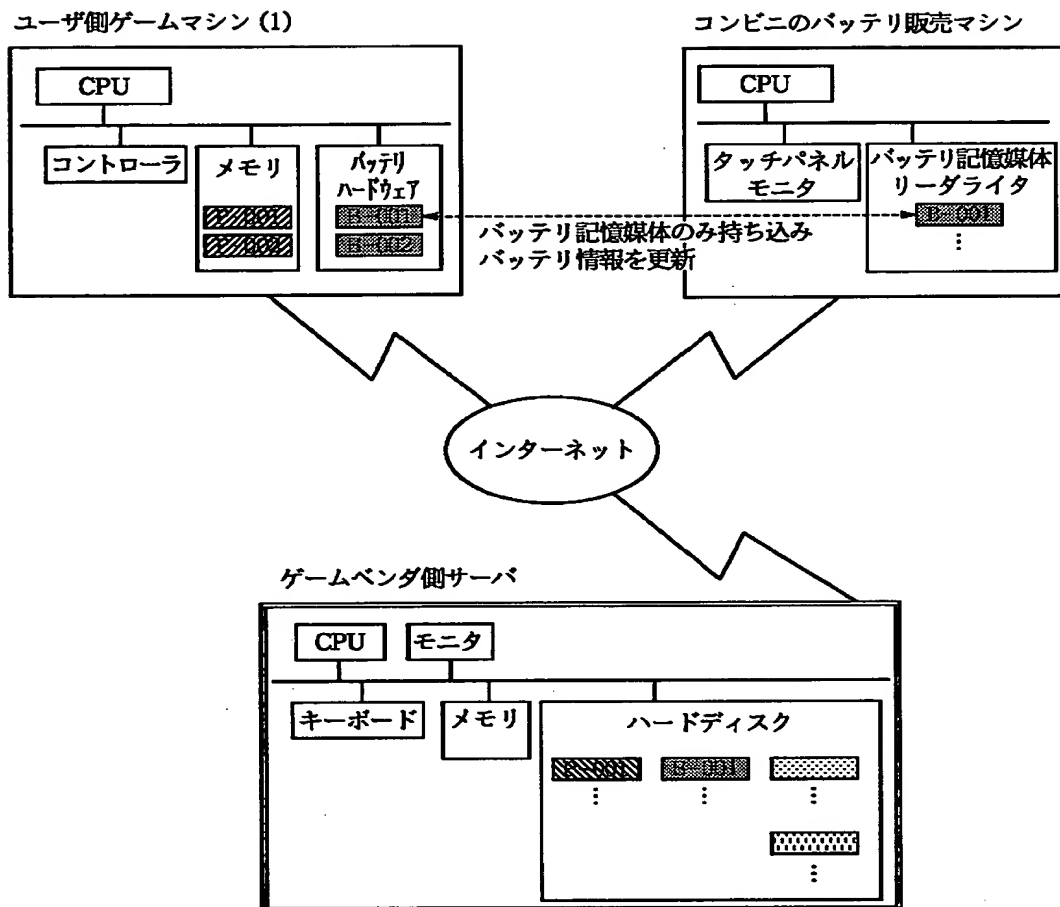 ユーザ側ゲームマシン(1)
CPU
コントローラ
メモリ
P-001
P-002
バッテリ
ハードウェア
B-001
B-002
コンビニのバッテリ販売マシン
CPU
タッチパネル
モニタ
バッテリ記憶媒体
リーダライタ
B-001
バッテリ記憶媒体のみ持ち込み
バッテリ情報を更新
インターネット
ゲームベンダ側サーバ
CPU
モニタ
キーボード
メモリ
ハードディスク
P-001
B-001